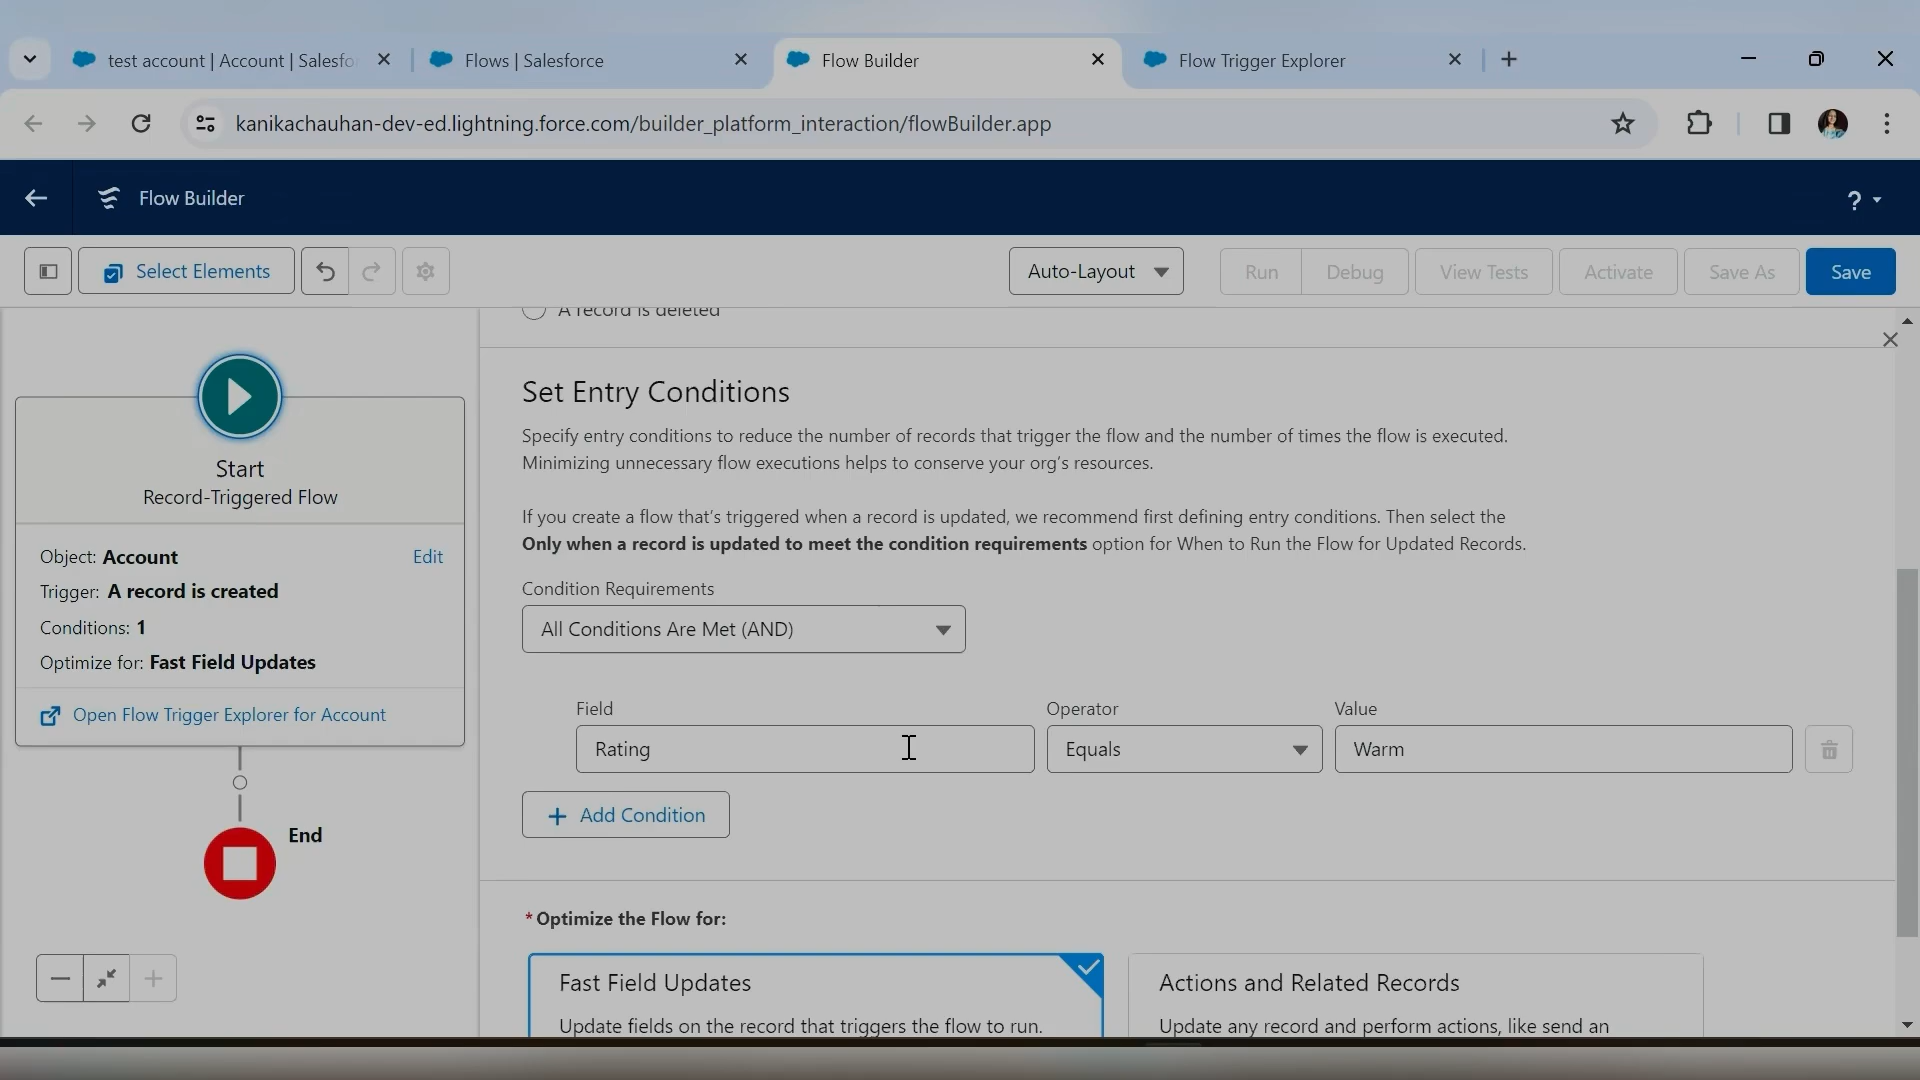 test account | Account | Salesfo
Flows | Salesforce
Flow Builder
Flow Trigger Explorer
kanikachauhan-dev-ed.lightning.force.com/builder_platform_interaction/flowBuilder.app
Flow Builder
?
Select Elements
Auto-Layout
Run
Debug
View Tests
Activate
Save As
Save
A record is deleted
Start
Record-Triggered Flow
Object: Account
Edit
Trigger: A record is created
Conditions: 1
Optimize for: Fast Field Updates
Open Flow Trigger Explorer for Account
End
Set Entry Conditions
Specify entry conditions to reduce the number of records that trigger the flow and the number of times the flow is executed.
Minimizing unnecessary flow executions helps to conserve your org's resources.
If you create a flow that's triggered when a record is updated, we recommend first defining entry conditions. Then select the
Only when a record is updated to meet the condition requirements option for When to Run the Flow for Updated Records.
Condition Requirements
All Conditions Are Met (AND)
Field
Operator
Value
Rating
Equals
Warm
+ Add Condition
*Optimize the Flow for:
Fast Field Updates
Update fields on the record that triggers the flow to run.
Actions and Related Records
Update any record and perform actions, like send an